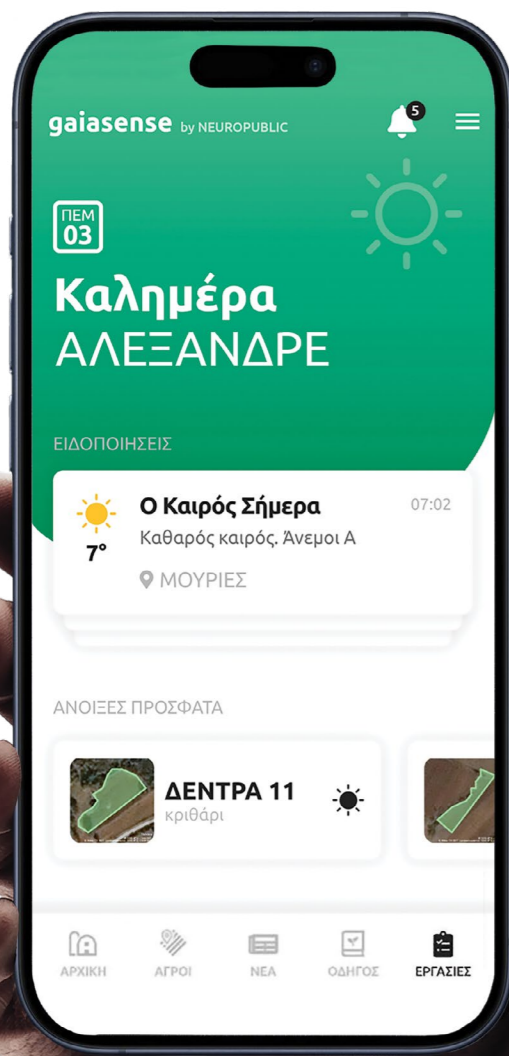 gaiasense by NEUROPUBLIC
5
ΠΕΜ
03
Καλημέρα
ΑΛΕΞΑΝΔΡΕ
ΕΙΔΟΠΟΙΗΣΕΙΣ
Ο Καιρός Σήμερα 07:02
7° Καθαρός καιρός. Άνεμοι Α
ΜΟΥΡΙΕΣ
ΑΝΟΙΞΕΣ ΠΡΟΣΦΑΤΑ
ΔΕΝΤΡΑ 11
κριθάρι
ΑΡΧΙΚΗ ΑΓΡΟΙ ΝΕΑ ΟΔΗΓΟΣ ΕΡΓΑΣΙΕΣ